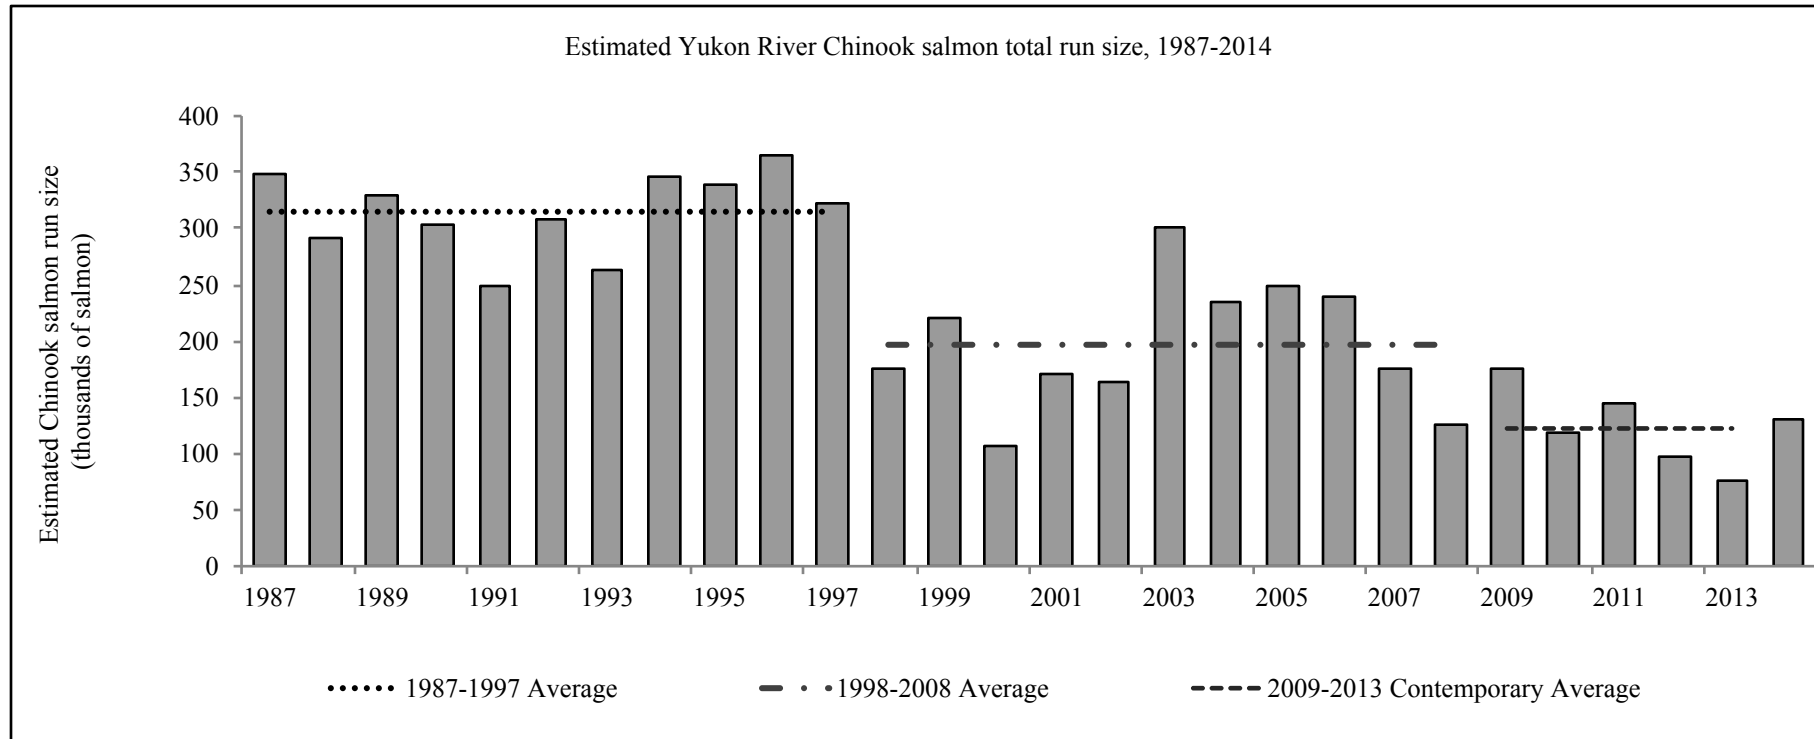 Estimated Yukon River Chinook salmon total run size, 1987-2014
Estimated Chinook salmon run size
(thousands of salmon)
400
350
300
250
200
150
100
50
0
1987 1989 1991 1993 1995 1997 1999 2001 2003 2005 2007 2009 2011 2013
1987-1997 Average 1998-2008 Average 2009-2013 Contemporary Average